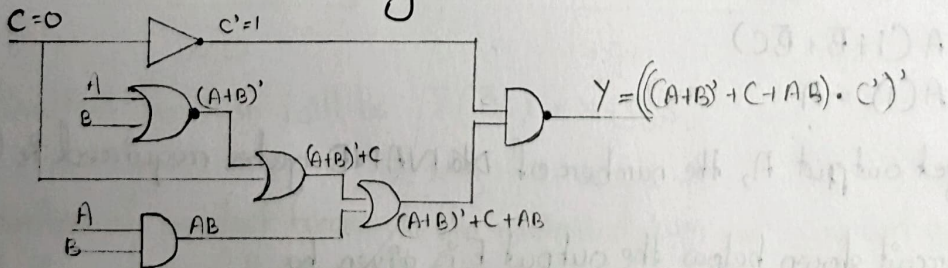 C=0
C'=1
A
B
(A+B)'
Y = (((A+B)' + C + AB) · C')'
(A+B)'+C
A
B
AB
(A+B)'+C+AB